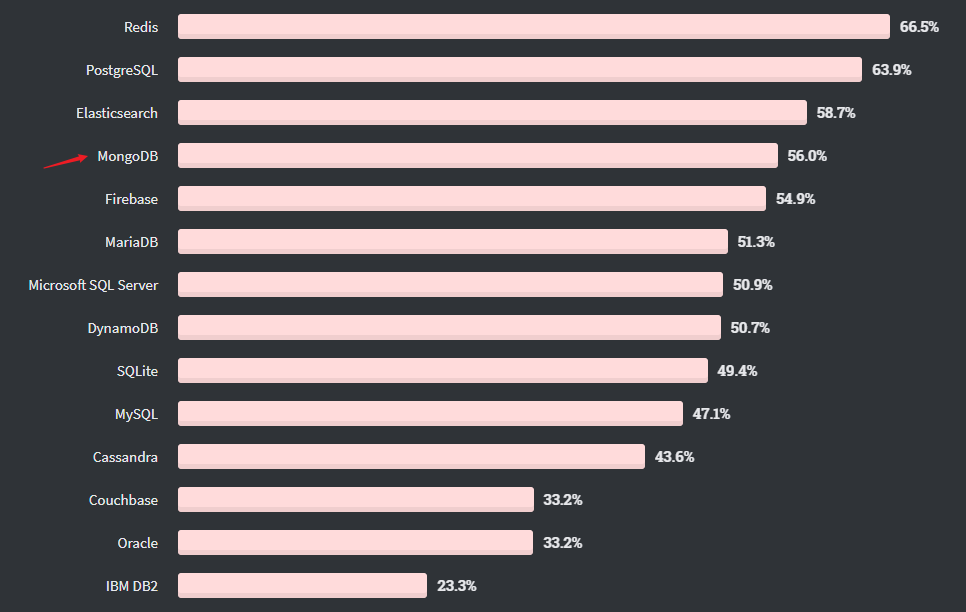 Redis 66.5%
PostgreSQL 63.9%
Elasticsearch 58.7%
MongoDB 56.0%
Firebase 54.9%
MariaDB 51.3%
Microsoft SQL Server 50.9%
DynamoDB 50.7%
SQLite 49.4%
MySQL 47.1%
Cassandra 43.6%
Couchbase 33.2%
Oracle 33.2%
IBM DB2 23.3%